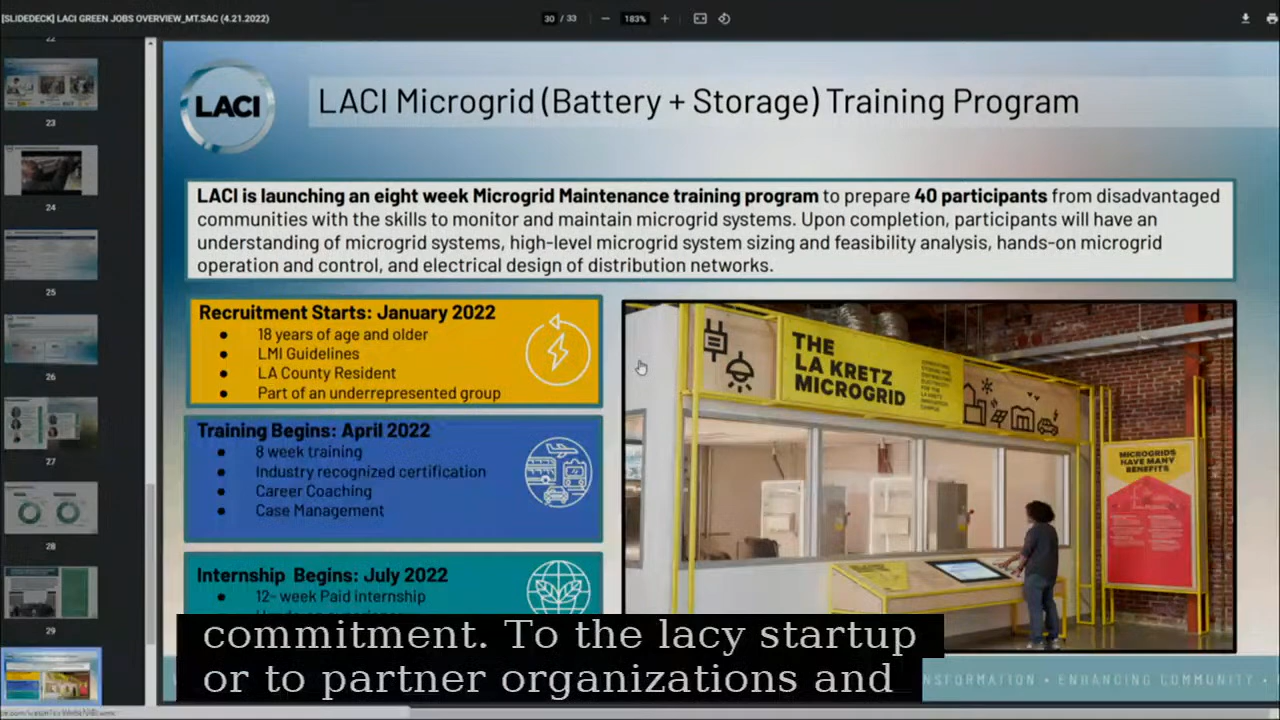 [SLIDEDECK] LACI GREEN JOBS OVERVIEW_MT.SAC (4.21.2022)
30 / 33
183%
22
23
24
25
26
27
28
29
LACI
LACI Microgrid (Battery + Storage) Training Program
LACI is launching an eight week Microgrid Maintenance training program to prepare 40 participants from disadvantaged
communities with the skills to monitor and maintain microgrid systems. Upon completion, participants will have an
understanding of microgrid systems, high-level microgrid system sizing and feasibility analysis, hands-on microgrid
operation and control, and electrical design of distribution networks.
Recruitment Starts: January 2022
● 18 years of age and older
● LMI Guidelines
● LA County Resident
● Part of an underrepresented group
Training Begins: April 2022
● 8 week training
● Industry recognized certification
● Career Coaching
● Case Management
Internship Begins: July 2022
● 12- week Paid internship
THE
LA KRETZ
MICROGRID
MICROGRIDS
HAVE MANY
BENEFITS
commitment. To the lacy startup
or to partner organizations and
NSFORMATION • ENHANCING COMMUNITY •